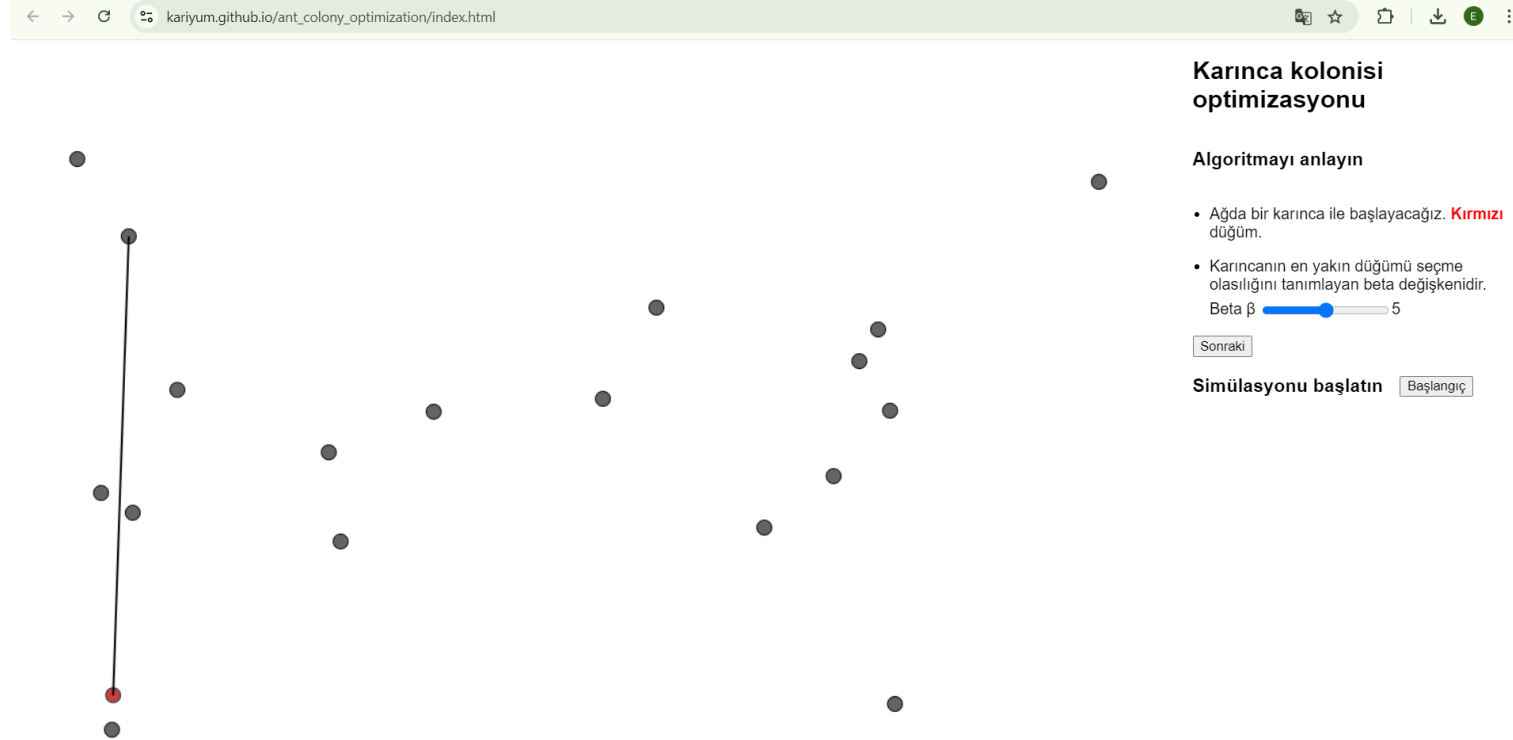 kariyum.github.io/ant_colony_optimization/index.html
E
Karınca kolonisi
optimizasyonu
Algoritmayı anlayın
• Ağda bir karınca ile başlayacağız. Kırmızı
düğüm.
• Karıncanın en yakın düğümü seçme
olasılığını tanımlayan beta değişkenidir.
Beta β 5
Sonraki
Simülasyonu başlatın Başlangıç